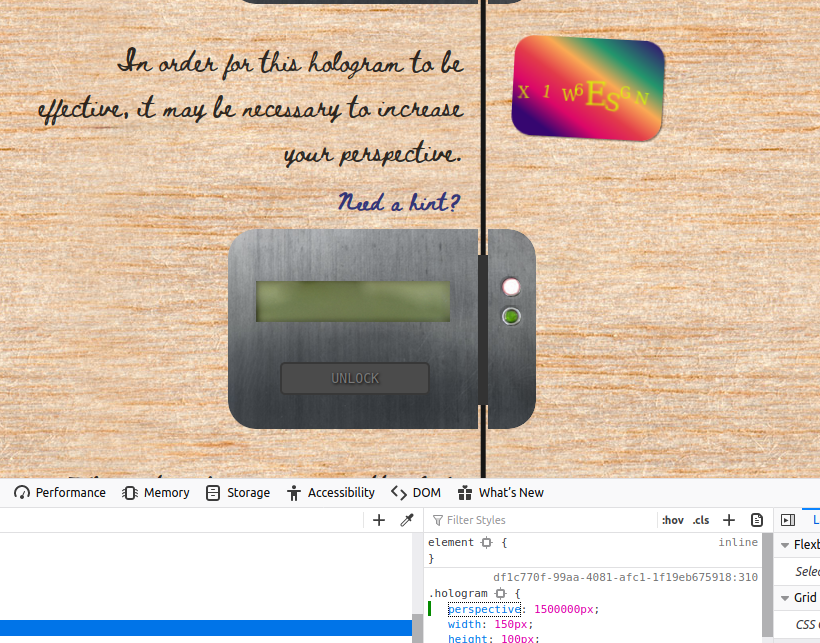 In order for this hologram to be
effective, it may be necessary to increase
your perspective.
Need a hint?
X 1 W6ESGN
UNLOCK
Performance Memory Storage Accessibility DOM What's New
Filter Styles :hov .cls
element { inline
}
df1c770f-99aa-4081-afc1-1f19eb675918:310
.hologram {
perspective: 1500000px;
width: 150px;
height: 100px;
Flexb
Selec
Grid
CSS